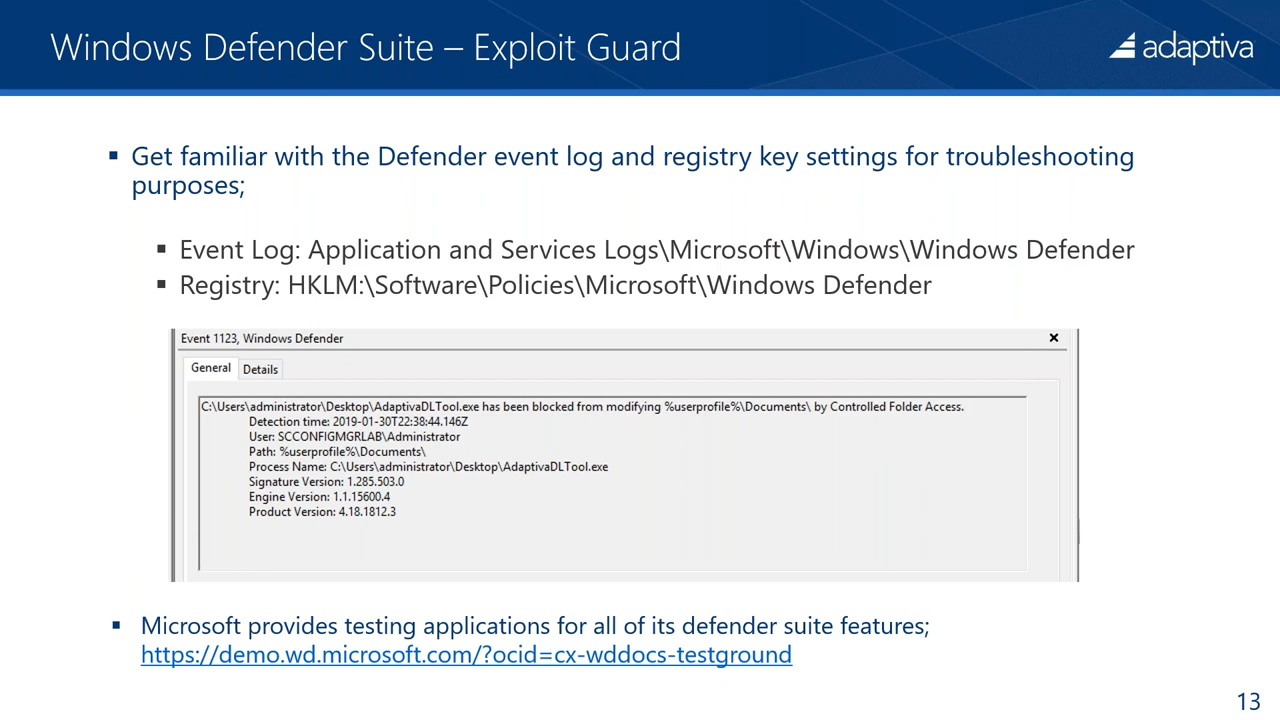 Windows Defender Suite – Exploit Guard
adaptiva
▪ Get familiar with the Defender event log and registry key settings for troubleshooting
purposes;
▪ Event Log: Application and Services Logs\Microsoft\Windows\Windows Defender
▪ Registry: HKLM:\Software\Policies\Microsoft\Windows Defender
Event 1123, Windows Defender
General Details
C:\Users\administrator\Desktop\AdaptivaDLTool.exe has been blocked from modifying %userprofile%\Documents\ by Controlled Folder Access.
Detection time: 2019-01-30T22:38:44.146Z
User: SCCONFIGMGRLAB\Administrator
Path: %userprofile%\Documents\
Process Name: C:\Users\administrator\Desktop\AdaptivaDLTool.exe
Signature Version: 1.285.503.0
Engine Version: 1.1.15600.4
Product Version: 4.18.1812.3
▪ Microsoft provides testing applications for all of its defender suite features;
https://demo.wd.microsoft.com/?ocid=cx-wddocs-testground
13